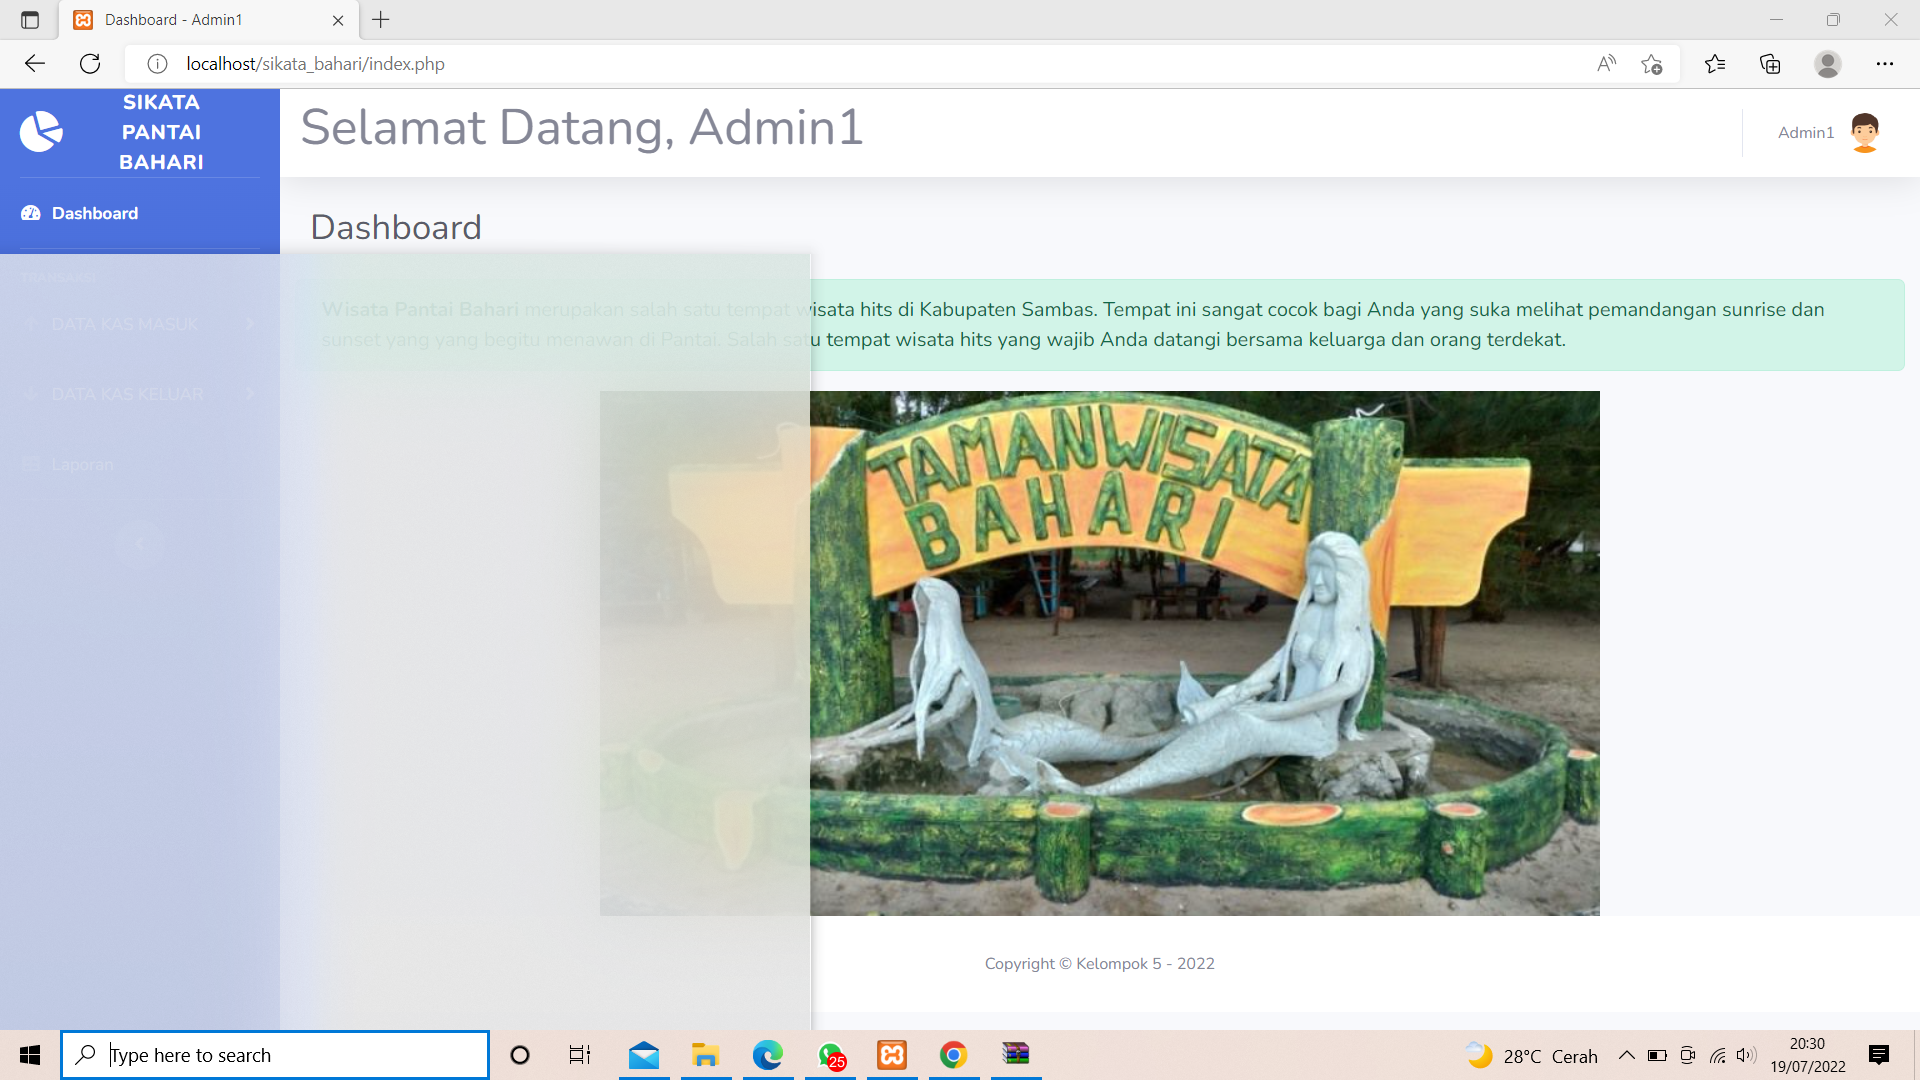 Dashboard - Admin1
localhost/sikata_bahari/index.php
SIKATA
PANTAI
BAHARI
Selamat Datang, Admin1
Admin1
Dashboard
Dashboard
TRANSAKSI
Wisata Pantai Bahari merupakan salah satu tempat wisata hits di Kabupaten Sambas. Tempat ini sangat cocok bagi Anda yang suka melihat pemandangan sunrise dan
sunset yang yang begitu menawan di Pantai. Salah satu tempat wisata hits yang wajib Anda datangi bersama keluarga dan orang terdekat.
DATA KAS MASUK
DATA KAS KELUAR
Laporan
TAMAN WISATA
BAHARI
Copyright © Kelompok 5 - 2022
Type here to search
25
28°C Cerah
20:30
19/07/2022